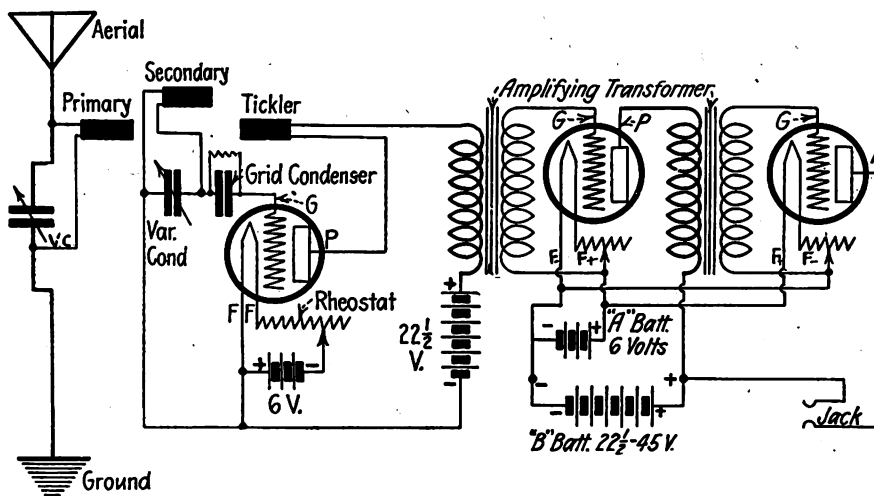 Aerial
Primary
V.C.
Ground
Secondary
Tickler
Var.
Cond
Grid Condenser
G
P
F F
Rheostat
+ -
6 V.
+
22½
V.
-
Amplifying Transformer
G
P
F-
F+
"A" Batt.
6 Volts
- +
- +
- +
"B" Batt. 22½-45 V.
G
F+
F-
Jack